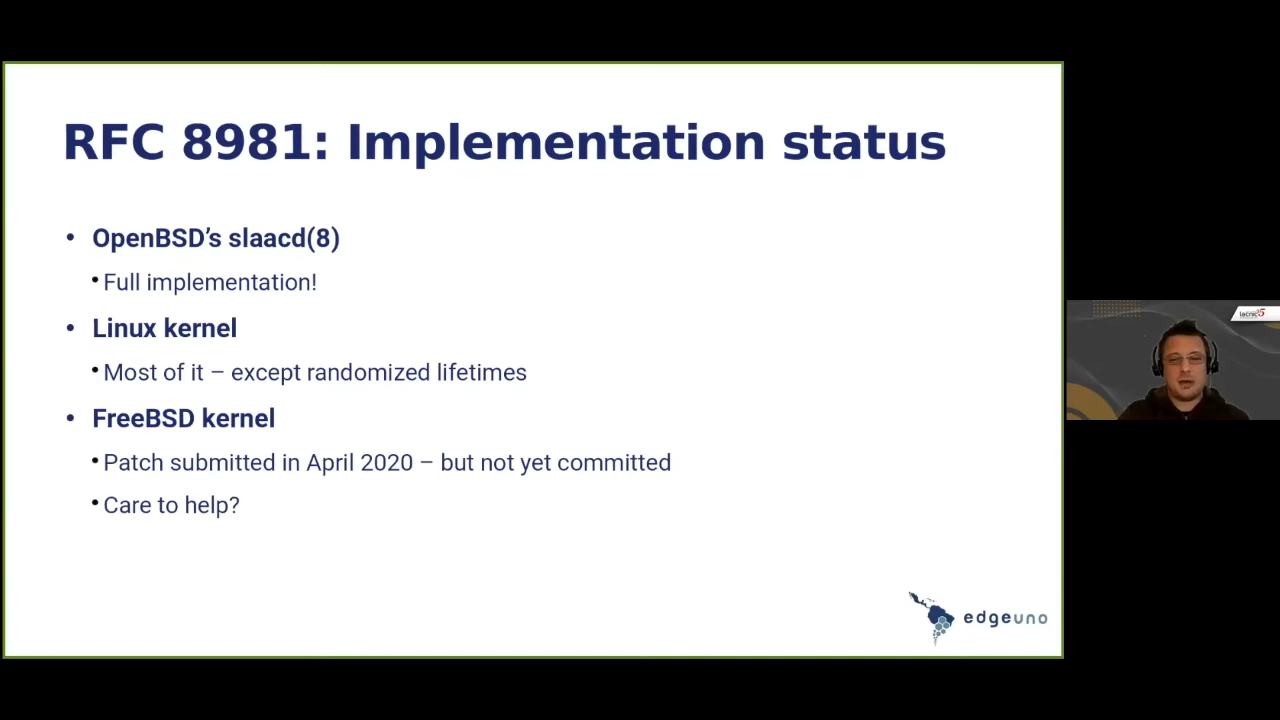 RFC 8981: Implementation status
• OpenBSD’s slaacd(8)
• Full implementation!
• Linux kernel
• Most of it – except randomized lifetimes
• FreeBSD kernel
• Patch submitted in April 2020 – but not yet committed
• Care to help?
edgeuno